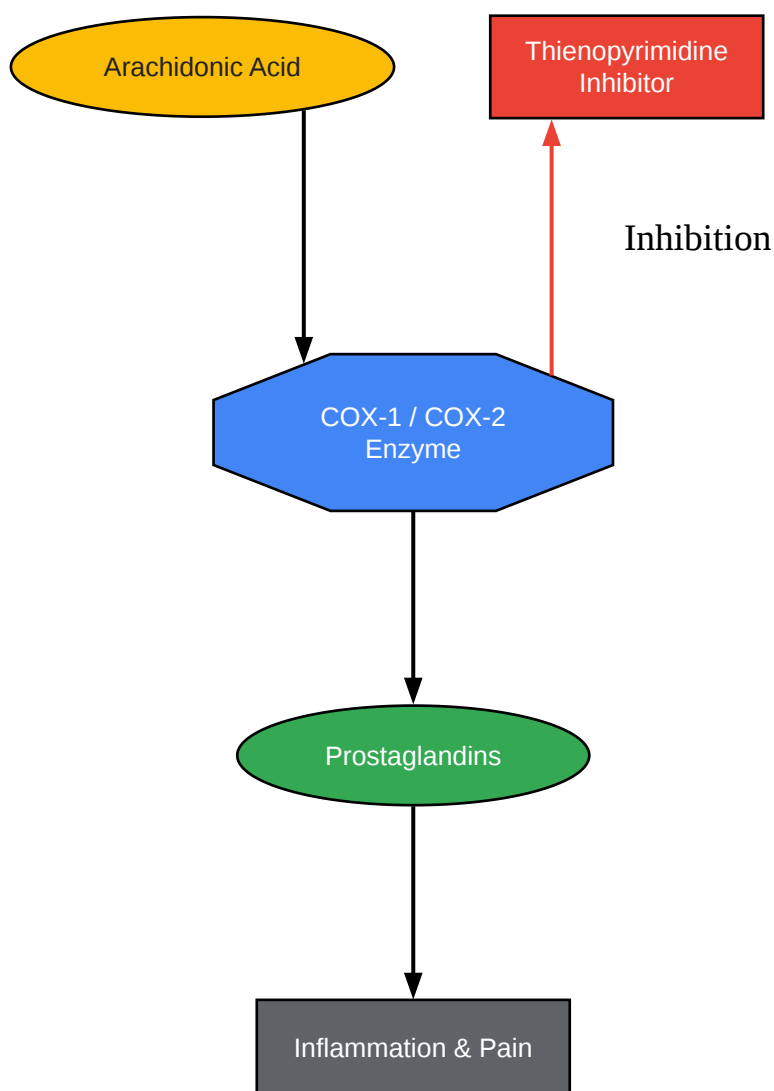 Arachidonic Acid
Thienopyrimidine
Inhibitor
Inhibition
COX-1 / COX-2
Enzyme
Prostaglandins
Inflammation & Pain